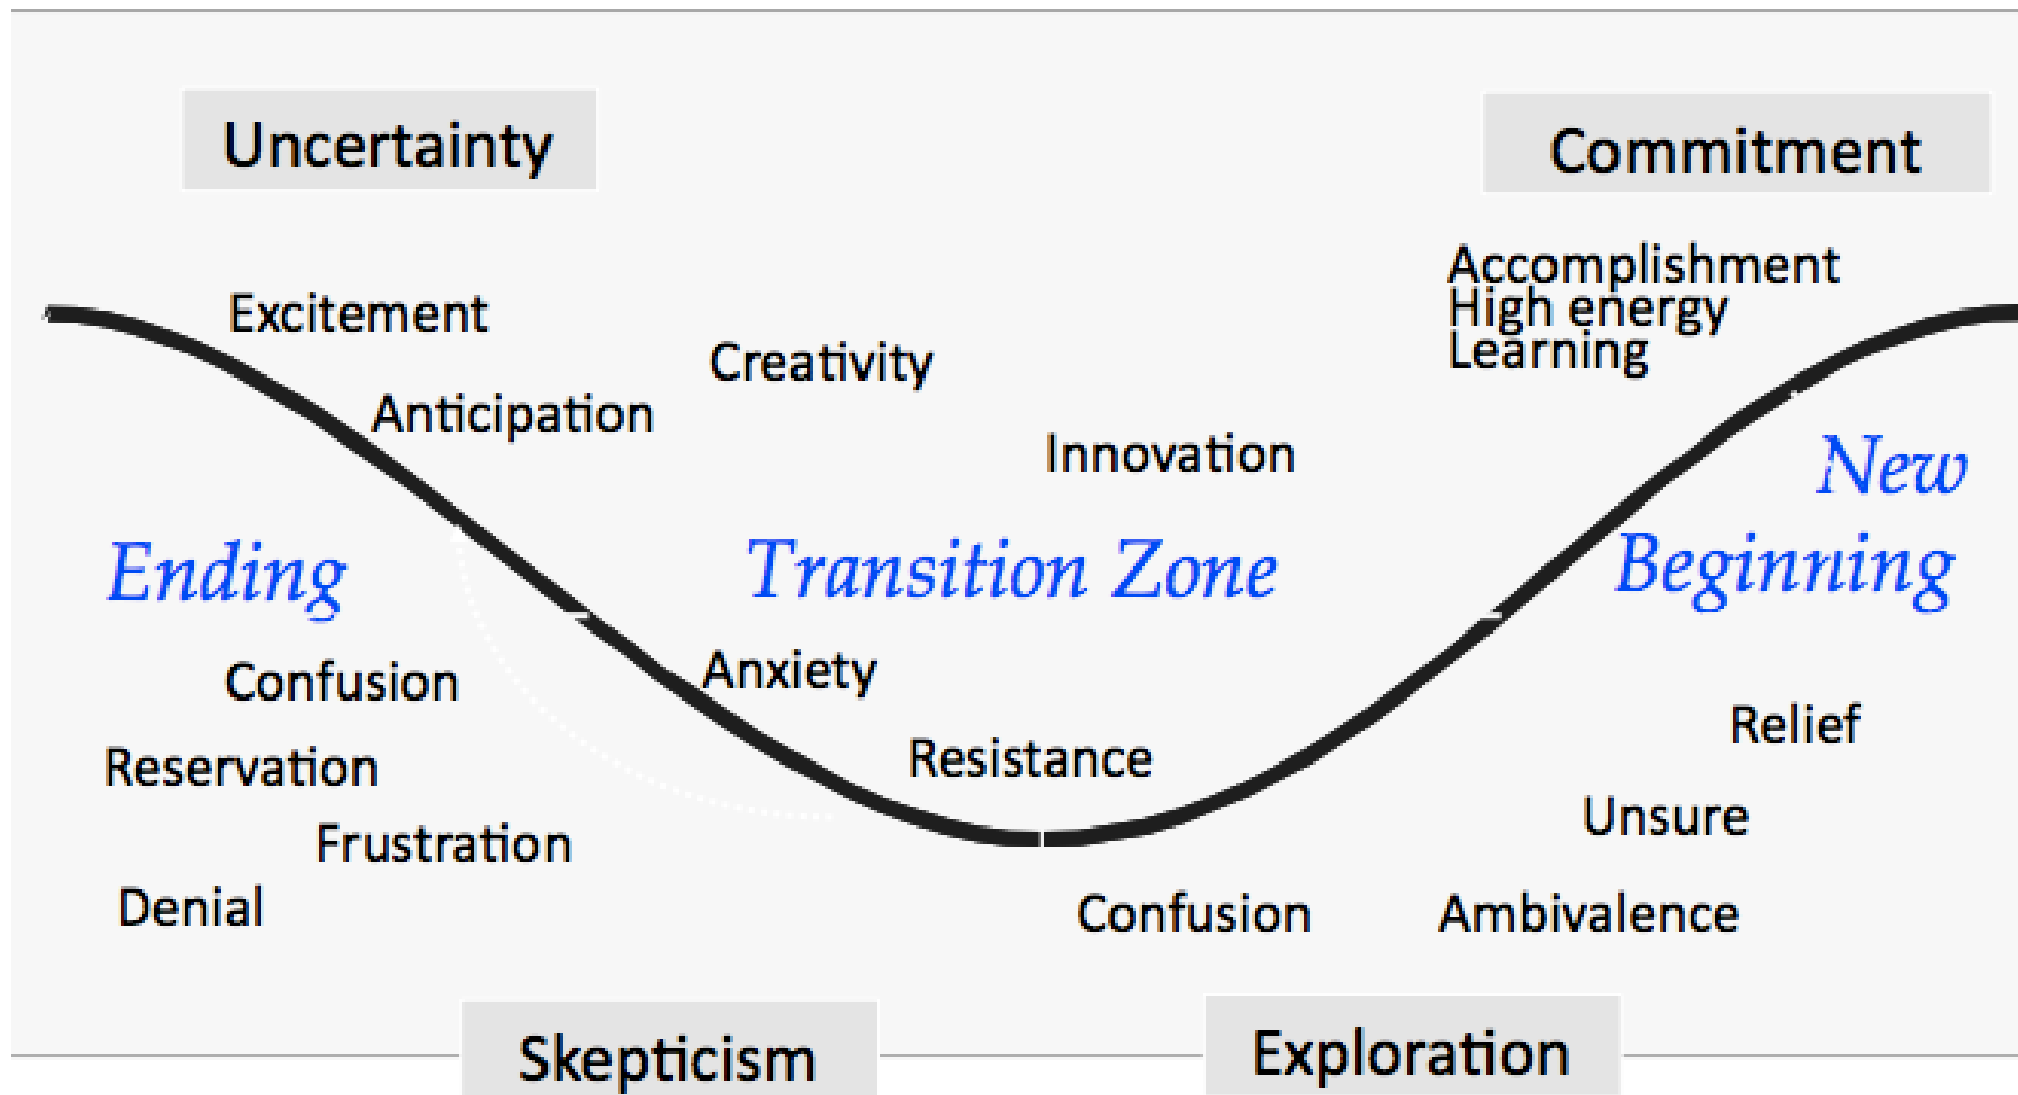 Uncertainty
Commitment
Accomplishment
High energy
Learning
Excitement
Creativity
Anticipation
Innovation
New
Beginning
Ending
Transition Zone
Confusion
Anxiety
Relief
Reservation
Resistance
Unsure
Frustration
Denial
Confusion
Ambivalence
Skepticism
Exploration